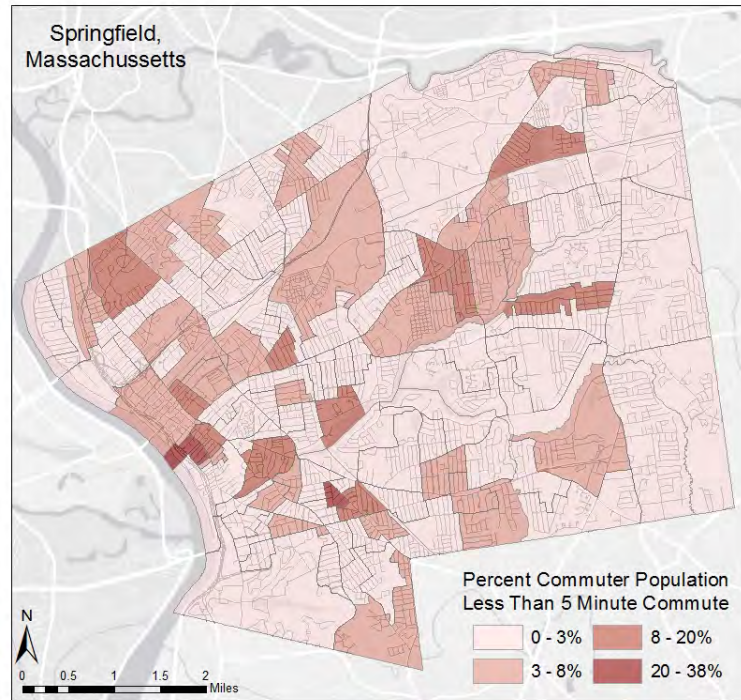 Springfield,
Massachussetts
Percent Commuter Population
Less Than 5 Minute Commute
0 - 3%
8 - 20%
3 - 8%
20 - 38%
N
0 0.5 1 1.5 2
Miles